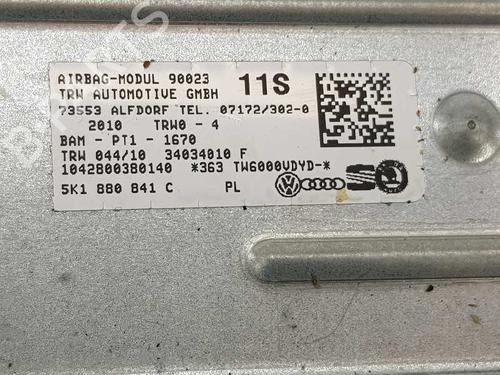 AIRBAG-MODUL 90023 11S
TRW AUTOMOTIVE GMBH
73553 ALFDORF TEL. 07172/302-0
2010 TRW0 - 4
BAM - PT1 - 1670
TRW 044/10 34034010 F
1042800380140 *363 TW6000VDYD-*
5K1 880 841 C PL